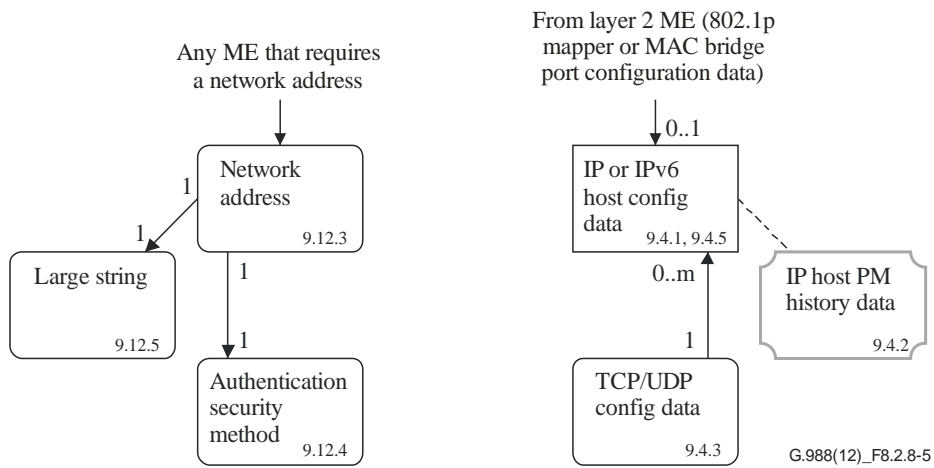 From layer 2 ME (802.1p
mapper or MAC bridge
port configuration data)
Any ME that requires
a network address
0..1
Network
address
9.12.3
IP or IPv6
host config
data
9.4.1, 9.4.5
1
1
Large string
9.12.5
1
0..m
IP host PM
history data
9.4.2
1
1
Authentication
security
method
9.12.4
TCP/UDP
config data
9.4.3
G.988(12)_F8.2.8-5